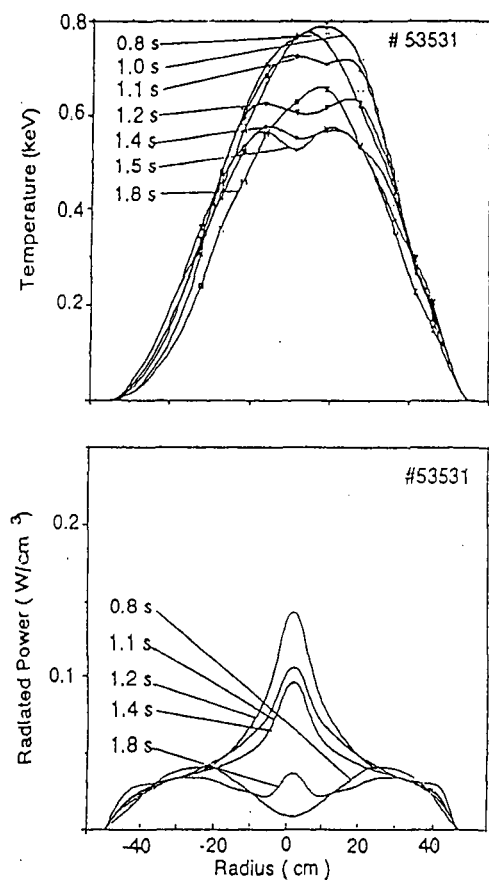 0.8
0.6
0.4
0.2
Temperature (keV)
# 53531
0.8 s
1.0 s
1.1 s
1.2 s
1.4 s
1.5 s
1.8 s
0.2
0.1
Radiated Power ( W/cm 3 )
#53531
0.8 s
1.1 s
1.2 s
1.4 s
1.8 s
-40 -20 0 20 40
Radius ( cm )